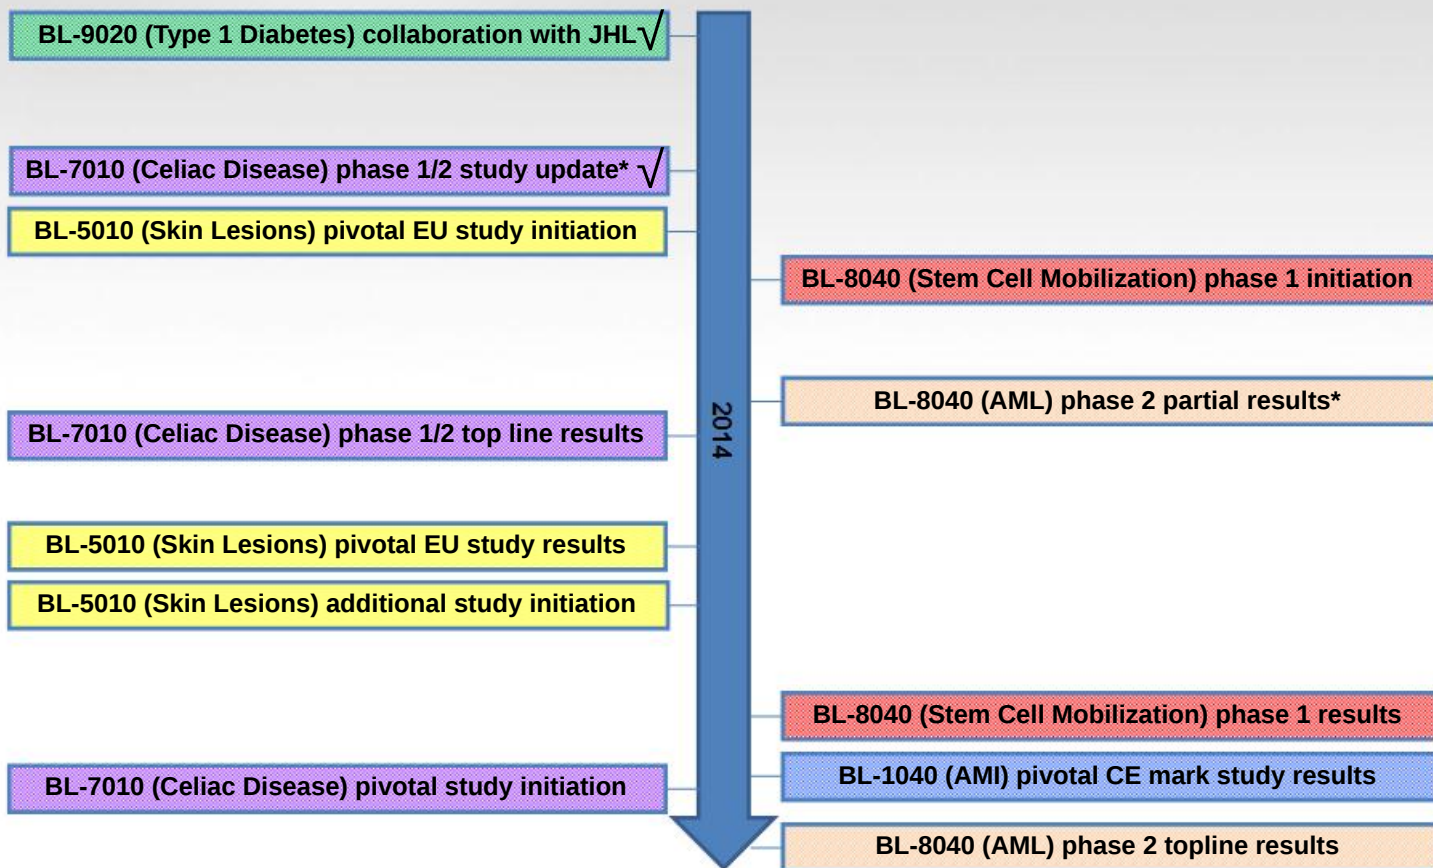 BL-9020 (Type 1 Diabetes) collaboration with JHL√
BL-7010 (Celiac Disease) phase 1/2 study update* √
BL-5010 (Skin Lesions) pivotal EU study initiation
BL-8040 (Stem Cell Mobilization) phase 1 initiation
BL-8040 (AML) phase 2 partial results*
2014
BL-7010 (Celiac Disease) phase 1/2 top line results
BL-5010 (Skin Lesions) pivotal EU study results
BL-5010 (Skin Lesions) additional study initiation
BL-8040 (Stem Cell Mobilization) phase 1 results
BL-1040 (AMI) pivotal CE mark study results
BL-7010 (Celiac Disease) pivotal study initiation
BL-8040 (AML) phase 2 topline results